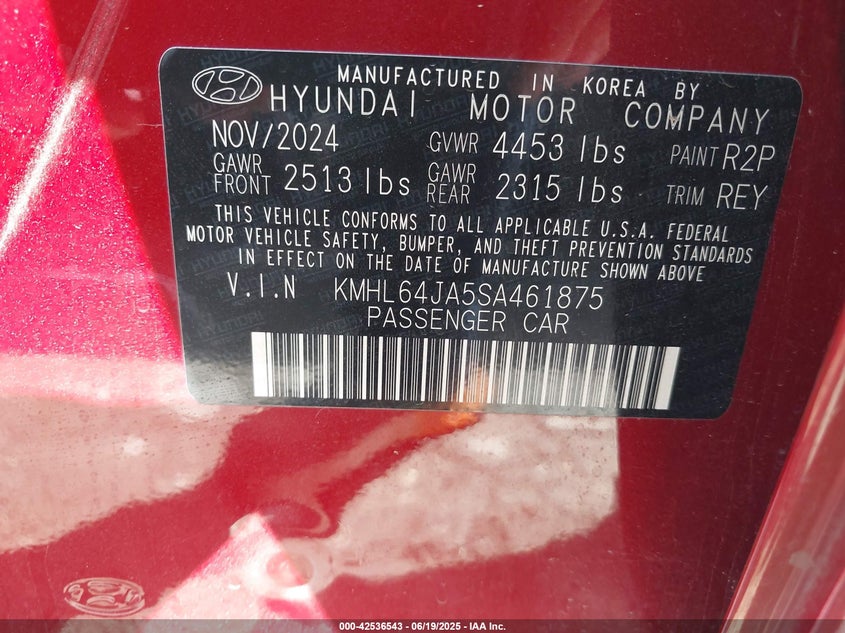 MANUFACTURED IN KOREA BY
HYUNDAI MOTOR COMPANY
NOV/2024 GVWR 4453 lbs PAINT R2P
GAWR FRONT 2513 lbs GAWR REAR 2315 lbs TRIM REY
THIS VEHICLE CONFORMS TO ALL APPLICABLE U.S.A. FEDERAL
MOTOR VEHICLE SAFETY, BUMPER, AND THEFT PREVENTION STANDARDS
IN EFFECT ON THE DATE OF MANUFACTURE SHOWN ABOVE
V.I.N KMHL64JA5SA461875
PASSENGER CAR
000-42536543 - 06/19/2025 - IAA Inc.